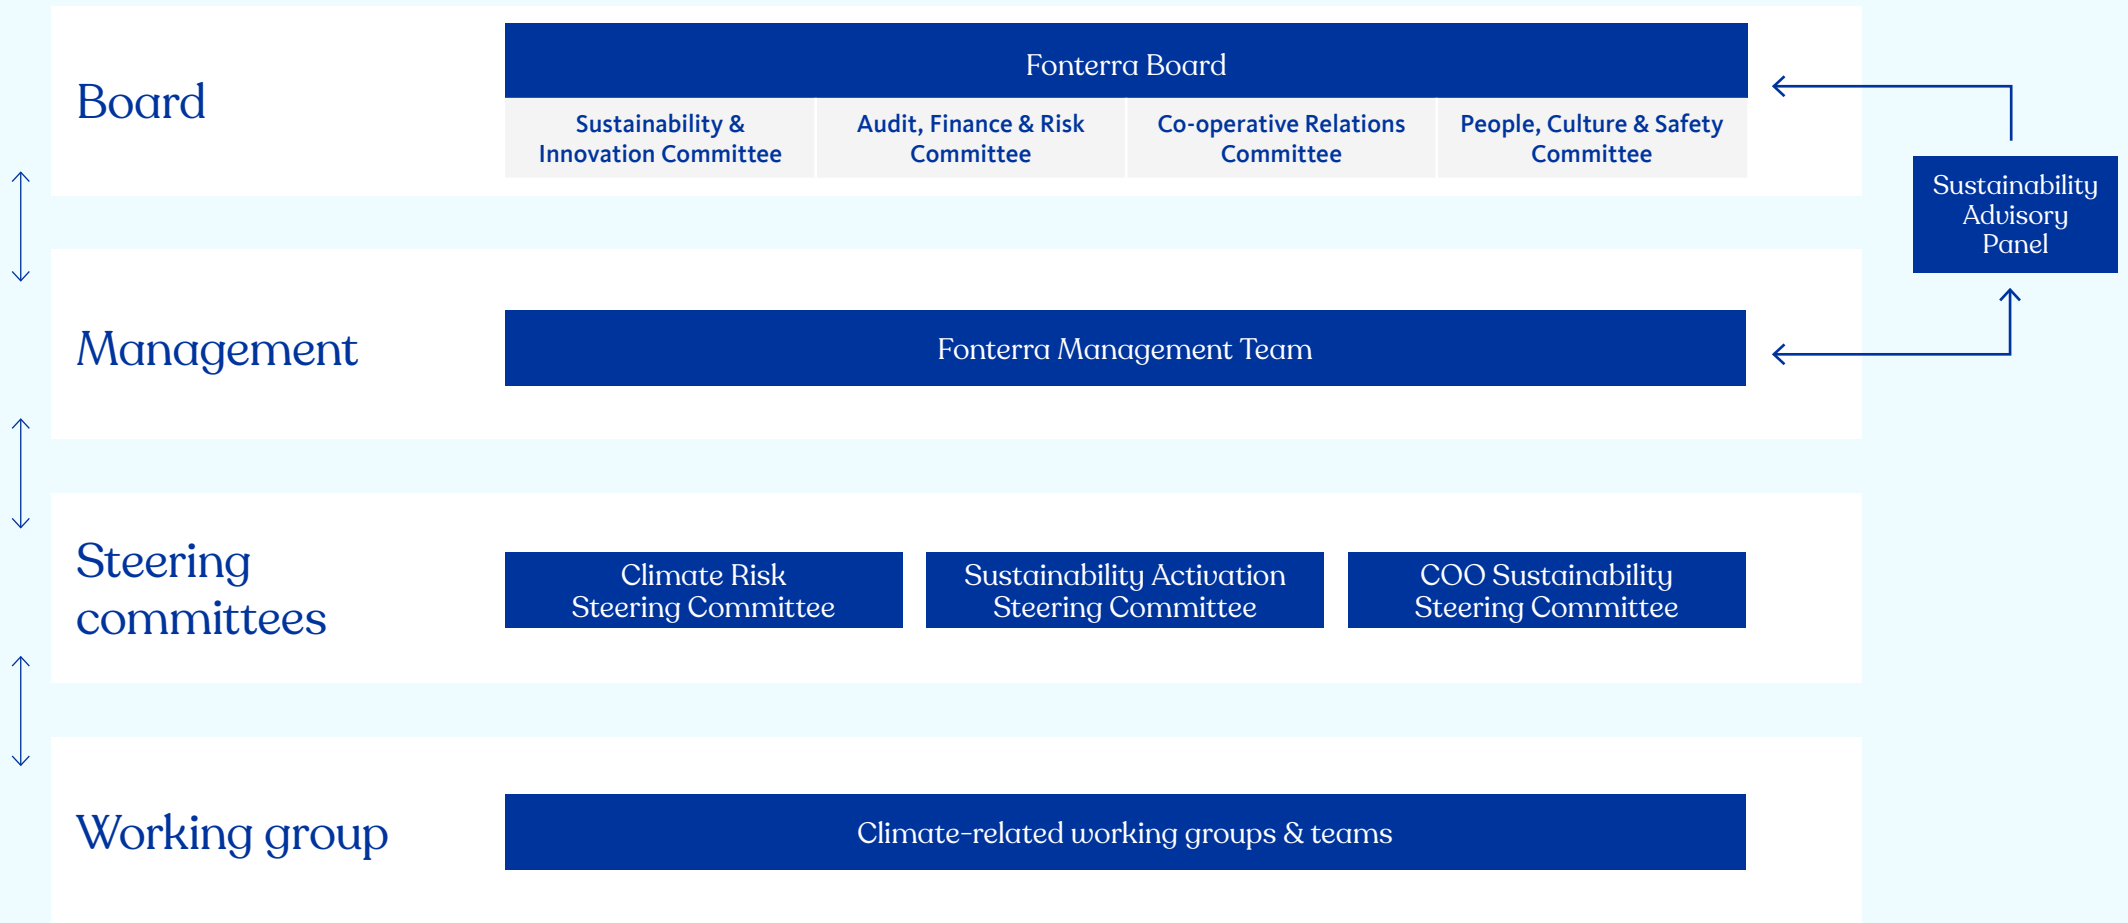 Board
Fonterra Board
Sustainability &
Innovation Committee
Audit, Finance & Risk
Committee
Co-operative Relations
Committee
People, Culture & Safety
Committee
Sustainability
Advisory
Panel
Management
Fonterra Management Team
Steering
committees
Climate Risk
Steering Committee
Sustainability Activation
Steering Committee
COO Sustainability
Steering Committee
Working group
Climate-related working groups & teams